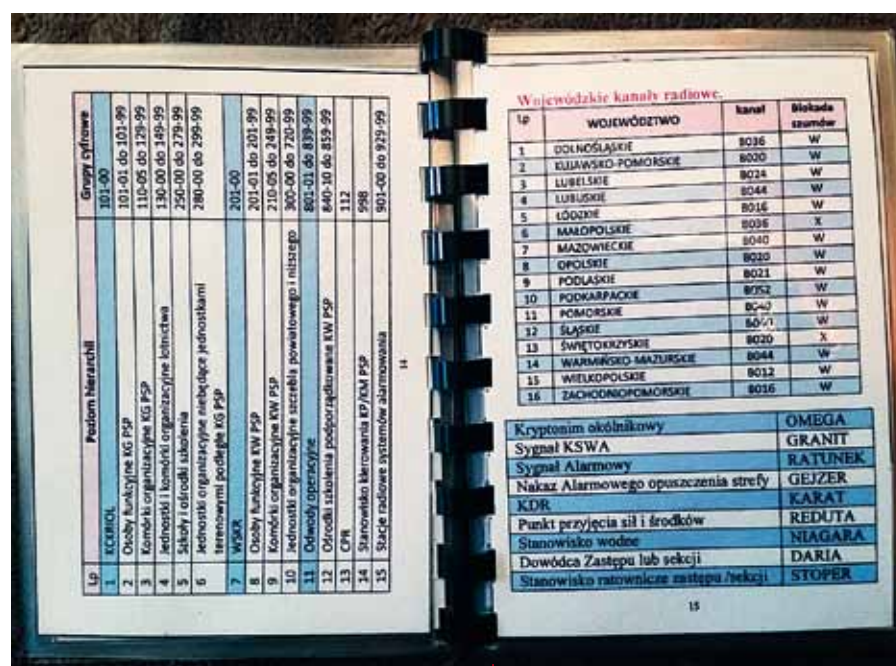 Lp Poziom hierarchii Grupy cyfrowe
1 KCKRIOL 101-00
2 Osoby funkcyjne KG PSP 101-01 do 101-99
3 Komórki organizacyjne KG PSP 110-05 do 129-99
4 Jednostki i komórki organizacyjne lotnictwa 130-00 do 149-99
5 Szkoły i ośrodki szkolenia 250-00 do 279-99
6 Jednostki organizacyjne niebędące jednostkami
terenowymi podległe KG PSP 280-00 do 299-99
7 WSKR 201-00
8 Osoby funkcyjne KW PSP 201-01 do 201-99
9 Komórki organizacyjne KW PSP 210-05 do 249-99
10 Jednostki organizacyjne szczebla powiatowego i niższego 300-00 do 720-99
11 Odwody operacyjne 801-01 do 839-99
12 Ośrodki szkolenia podporządkowane KW PSP 840-10 do 859-99
13 CPR 112
14 Stanowisko kierowania KP/KM PSP 998
15 Stacje radiowe systemów alarmowania 901-00 do 929-99
14
Wojewódzkie kanały radiowe.
Lp WOJEWÓDZTWO kanał Blokada
szumów
1 DOLNOŚLĄSKIE B036 W
2 KUJAWSKO-POMORSKIE B020 W
3 LUBELSKIE B024 W
4 LUBUSKIE B044 W
5 ŁÓDZKIE B016 W
6 MAŁOPOLSKIE B036 X
7 MAZOWIECKIE B040 W
8 OPOLSKIE B020 W
9 PODLASKIE B021 W
10 PODKARPACKIE B052 W
11 POMORSKIE B040 W
12 ŚLĄSKIE W
13 ŚWIĘTOKRZYSKIE B020 X
14 WARMIŃSKO-MAZURSKIE B044 W
15 WIELKOPOLSKIE B012 W
16 ZACHODNIOPOMORSKIE B016 W
Kryptonim okólnikowy OMEGA
Sygnał KSWA GRANIT
Sygnał Alarmowy RATUNEK
Nakaz Alarmowego opuszczenia strefy GEJZER
KDR KARAT
Punkt przyjęcia sił i środków REDUTA
Stanowisko wodne NIAGARA
Dowódca Zastępu lub sekcji DARIA
Stanowisko ratownicze zastępu /sekcji STOPER
15